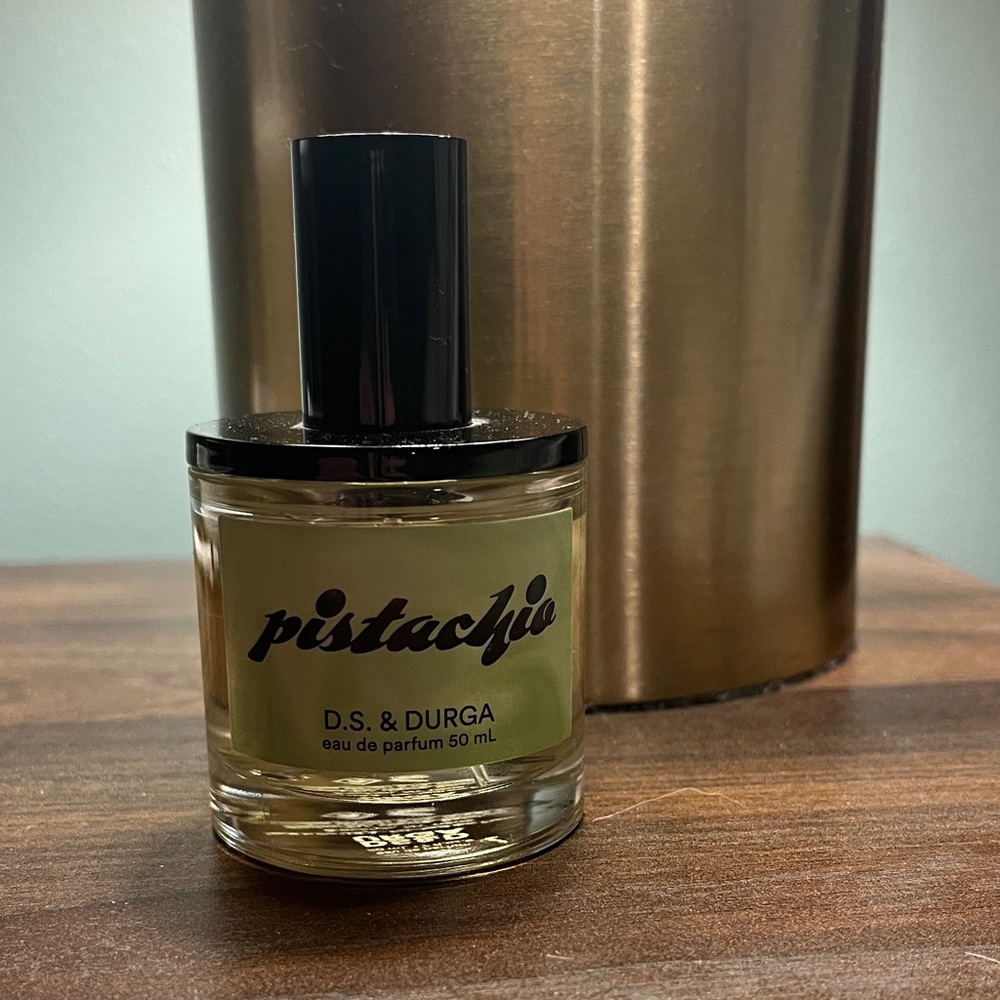 pistachio
D.S. & DURGA
eau de parfum 50 mL